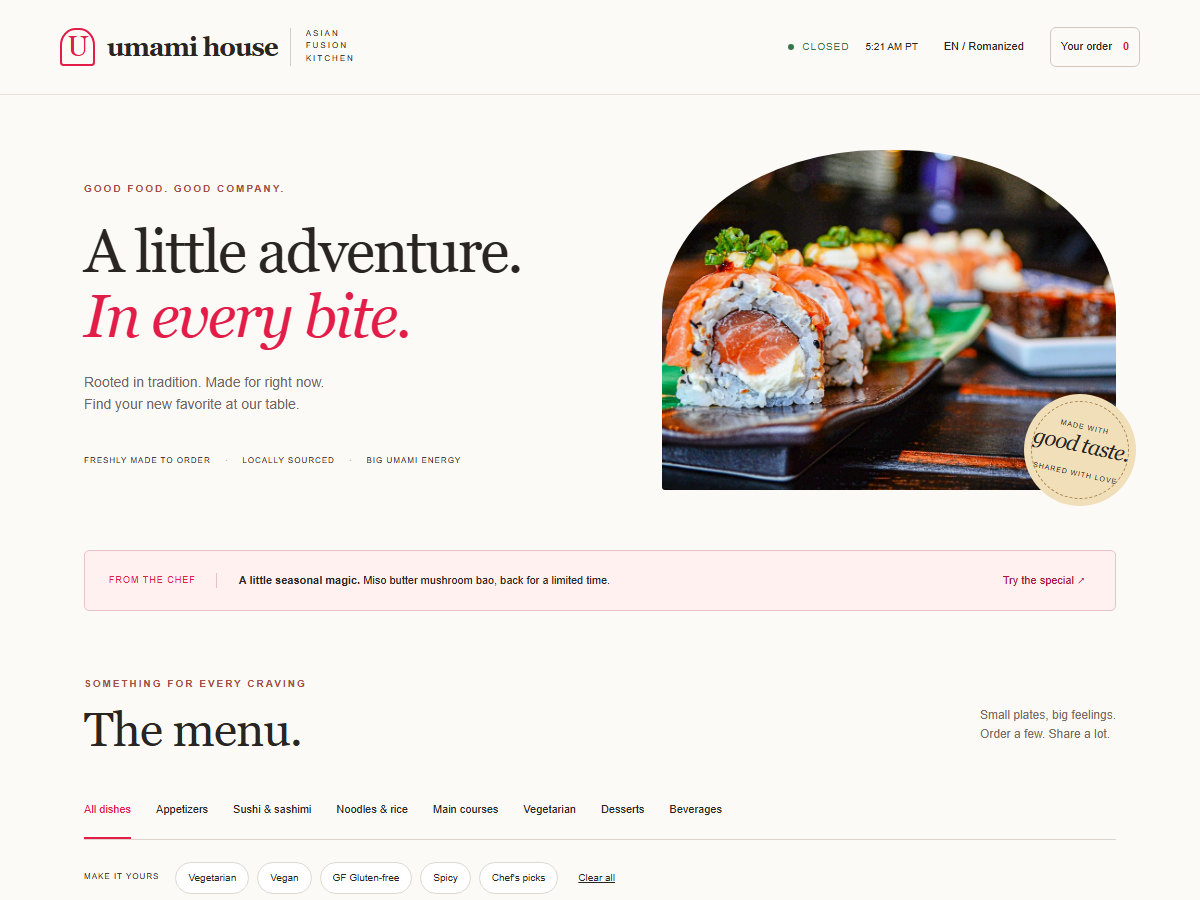 U umami house
ASIAN
FUSION
KITCHEN
CLOSED 5:21 AM PT EN / Romanized Your order 0
GOOD FOOD. GOOD COMPANY.
A little adventure.
In every bite.
Rooted in tradition. Made for right now.
Find your new favorite at our table.
FRESHLY MADE TO ORDER · LOCALLY SOURCED · BIG UMAMI ENERGY
MADE WITH
good taste.
SHARED WITH LOVE
FROM THE CHEF A little seasonal magic. Miso butter mushroom bao, back for a limited time. Try the special ↗
SOMETHING FOR EVERY CRAVING
The menu.
Small plates, big feelings.
Order a few. Share a lot.
All dishes Appetizers Sushi & sashimi Noodles & rice Main courses Vegetarian Desserts Beverages
MAKE IT YOURS Vegetarian Vegan GF Gluten-free Spicy Chef's picks Clear all